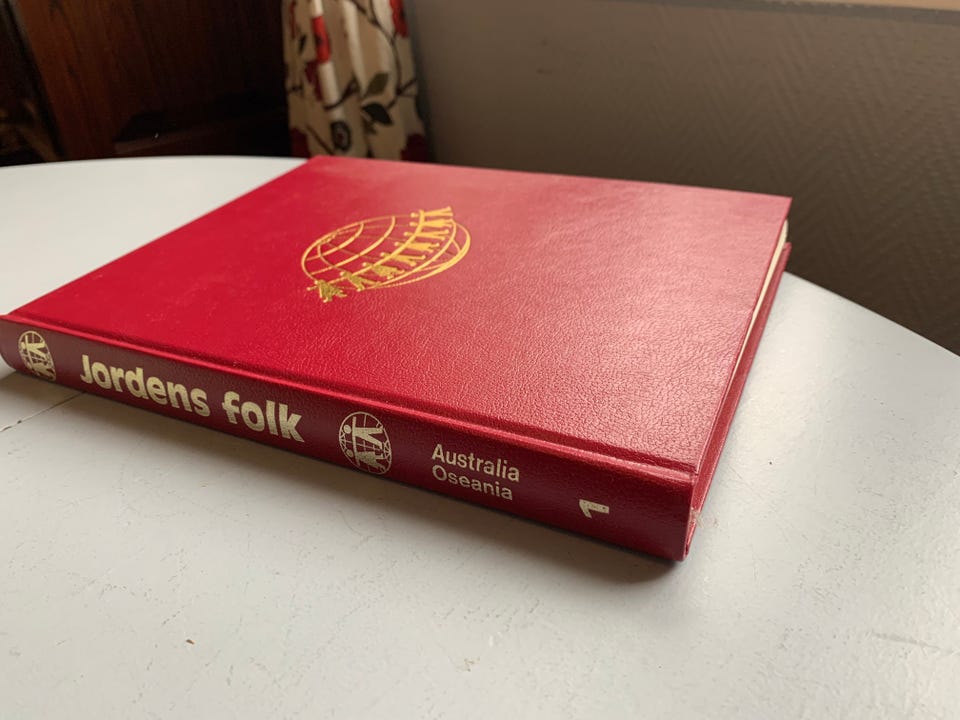 Jordens folk
Australia
Oseania
1